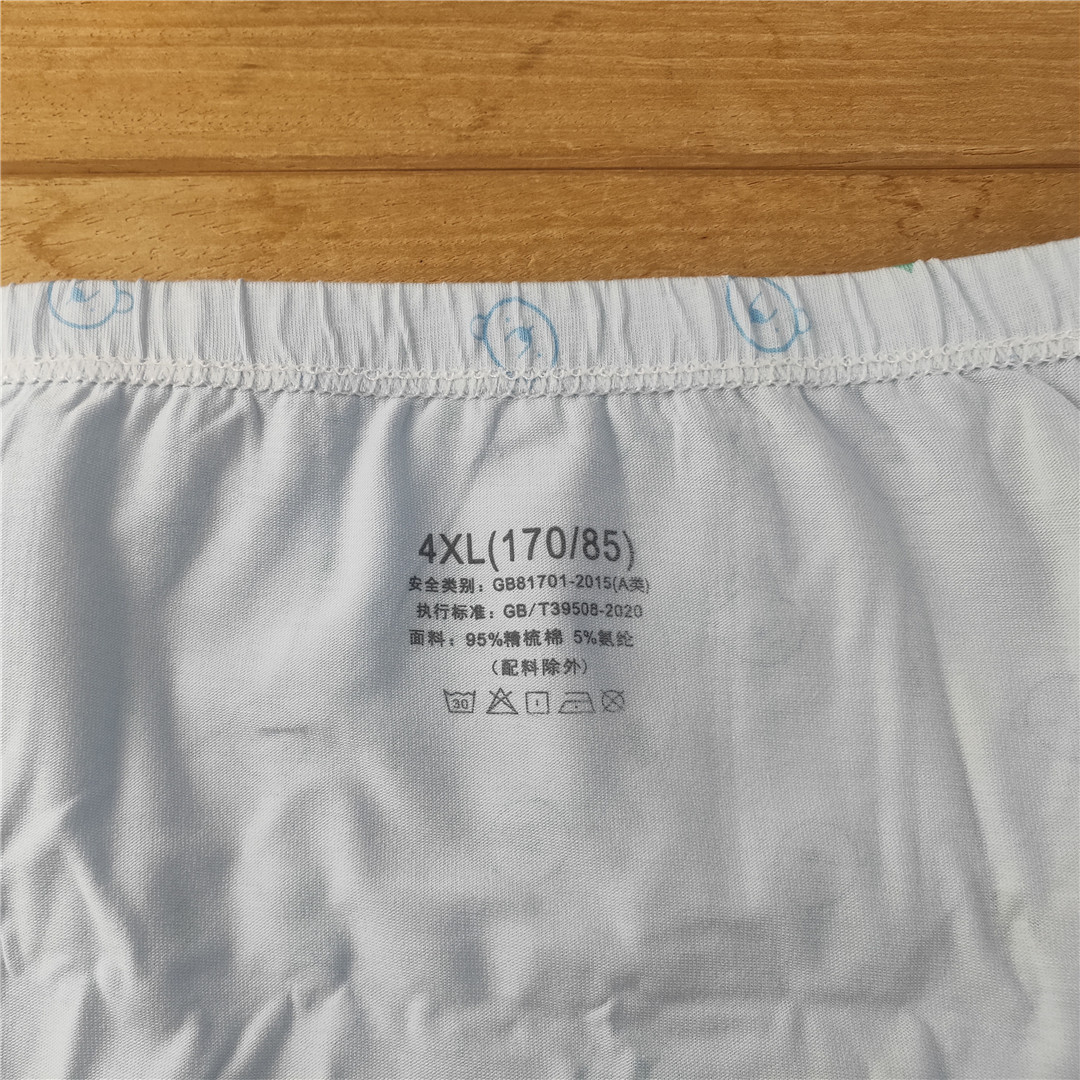 4XL(170/85)
安全类别：GB81701-2015(A类)
执行标准：GB/T39508-2020
面料：95%精梳棉 5%氨纶
（配料除外）
30